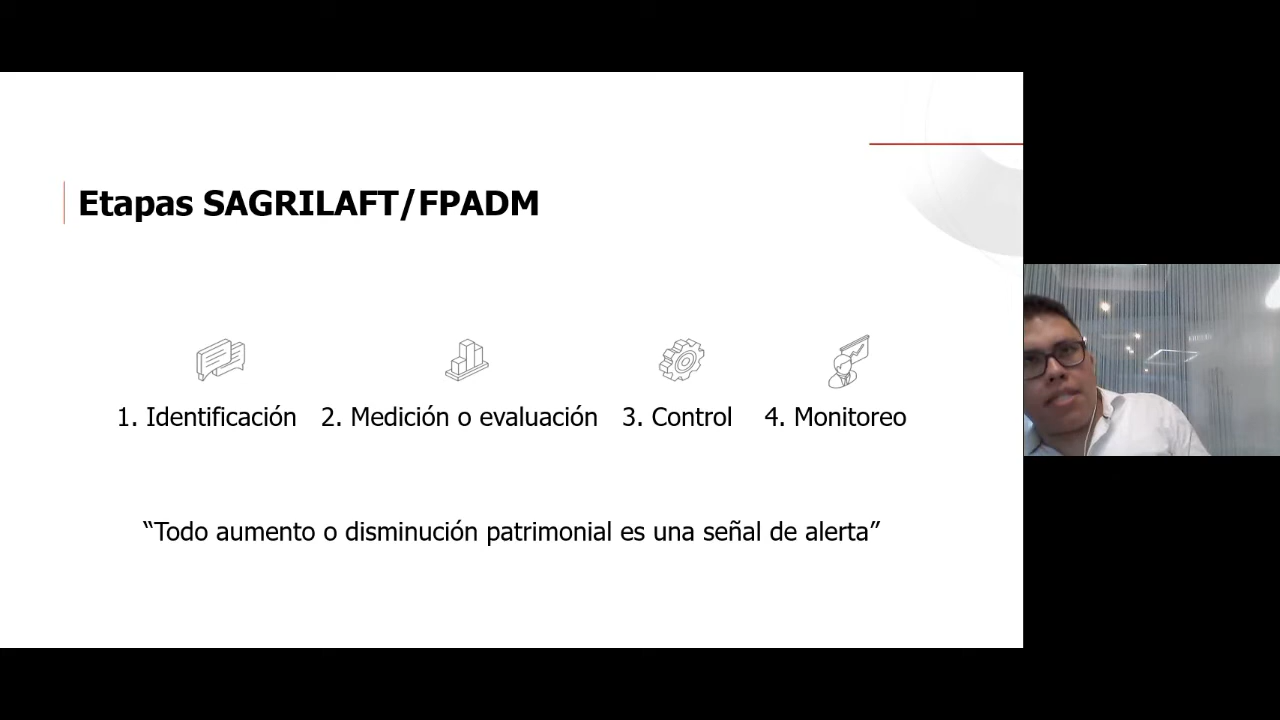 Etapas SAGRILAFT/FPADM
1. Identificación 2. Medición o evaluación 3. Control 4. Monitoreo
“Todo aumento o disminución patrimonial es una señal de alerta”